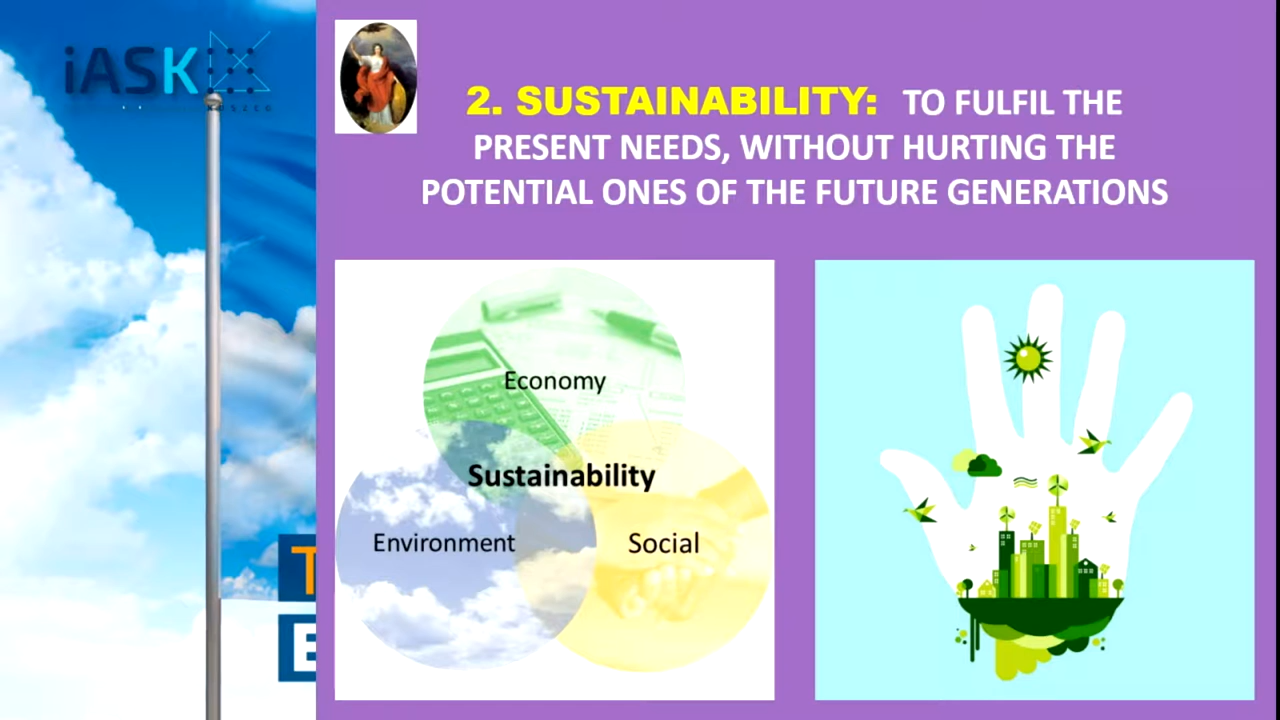 iASK
KOSZEG
2. SUSTAINABILITY: TO FULFIL THE
PRESENT NEEDS, WITHOUT HURTING THE
POTENTIAL ONES OF THE FUTURE GENERATIONS
Economy
Sustainability
Environment
Social
T
E